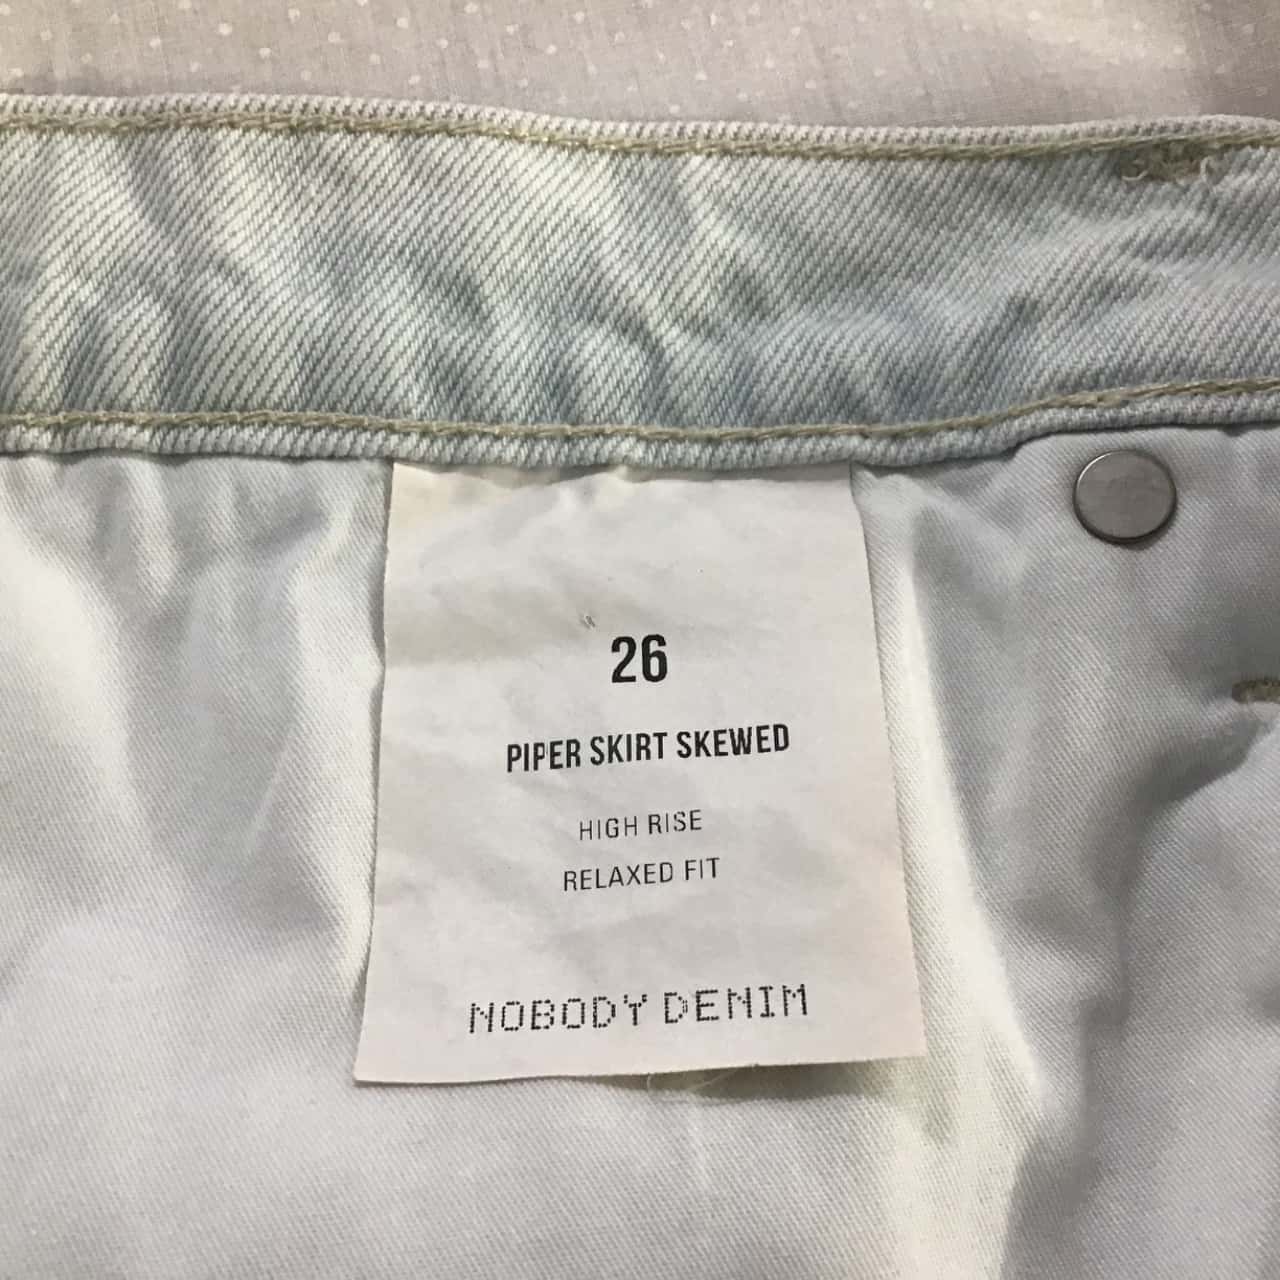 26
PIPER SKIRT SKEWED
HIGH RISE
RELAXED FIT
NOBODY DENIM